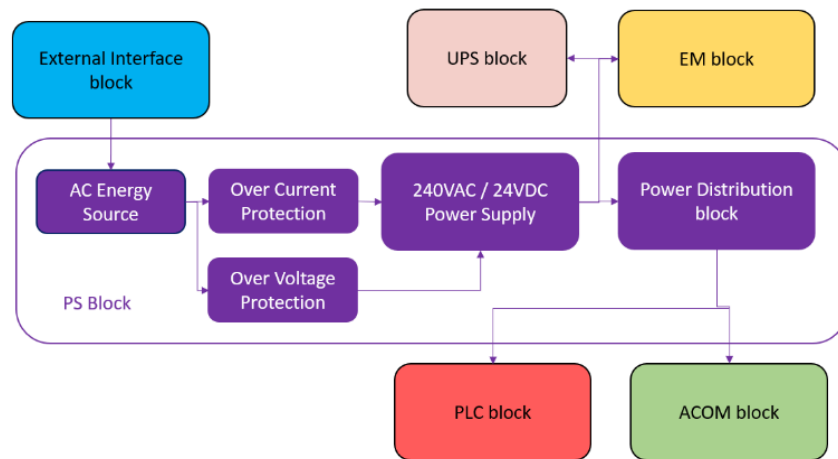 External Interface
block
UPS block
EM block
AC Energy
Source
Over Current
Protection
240VAC / 24VDC
Power Supply
Power Distribution
block
Over Voltage
Protection
PS Block
PLC block
ACOM block